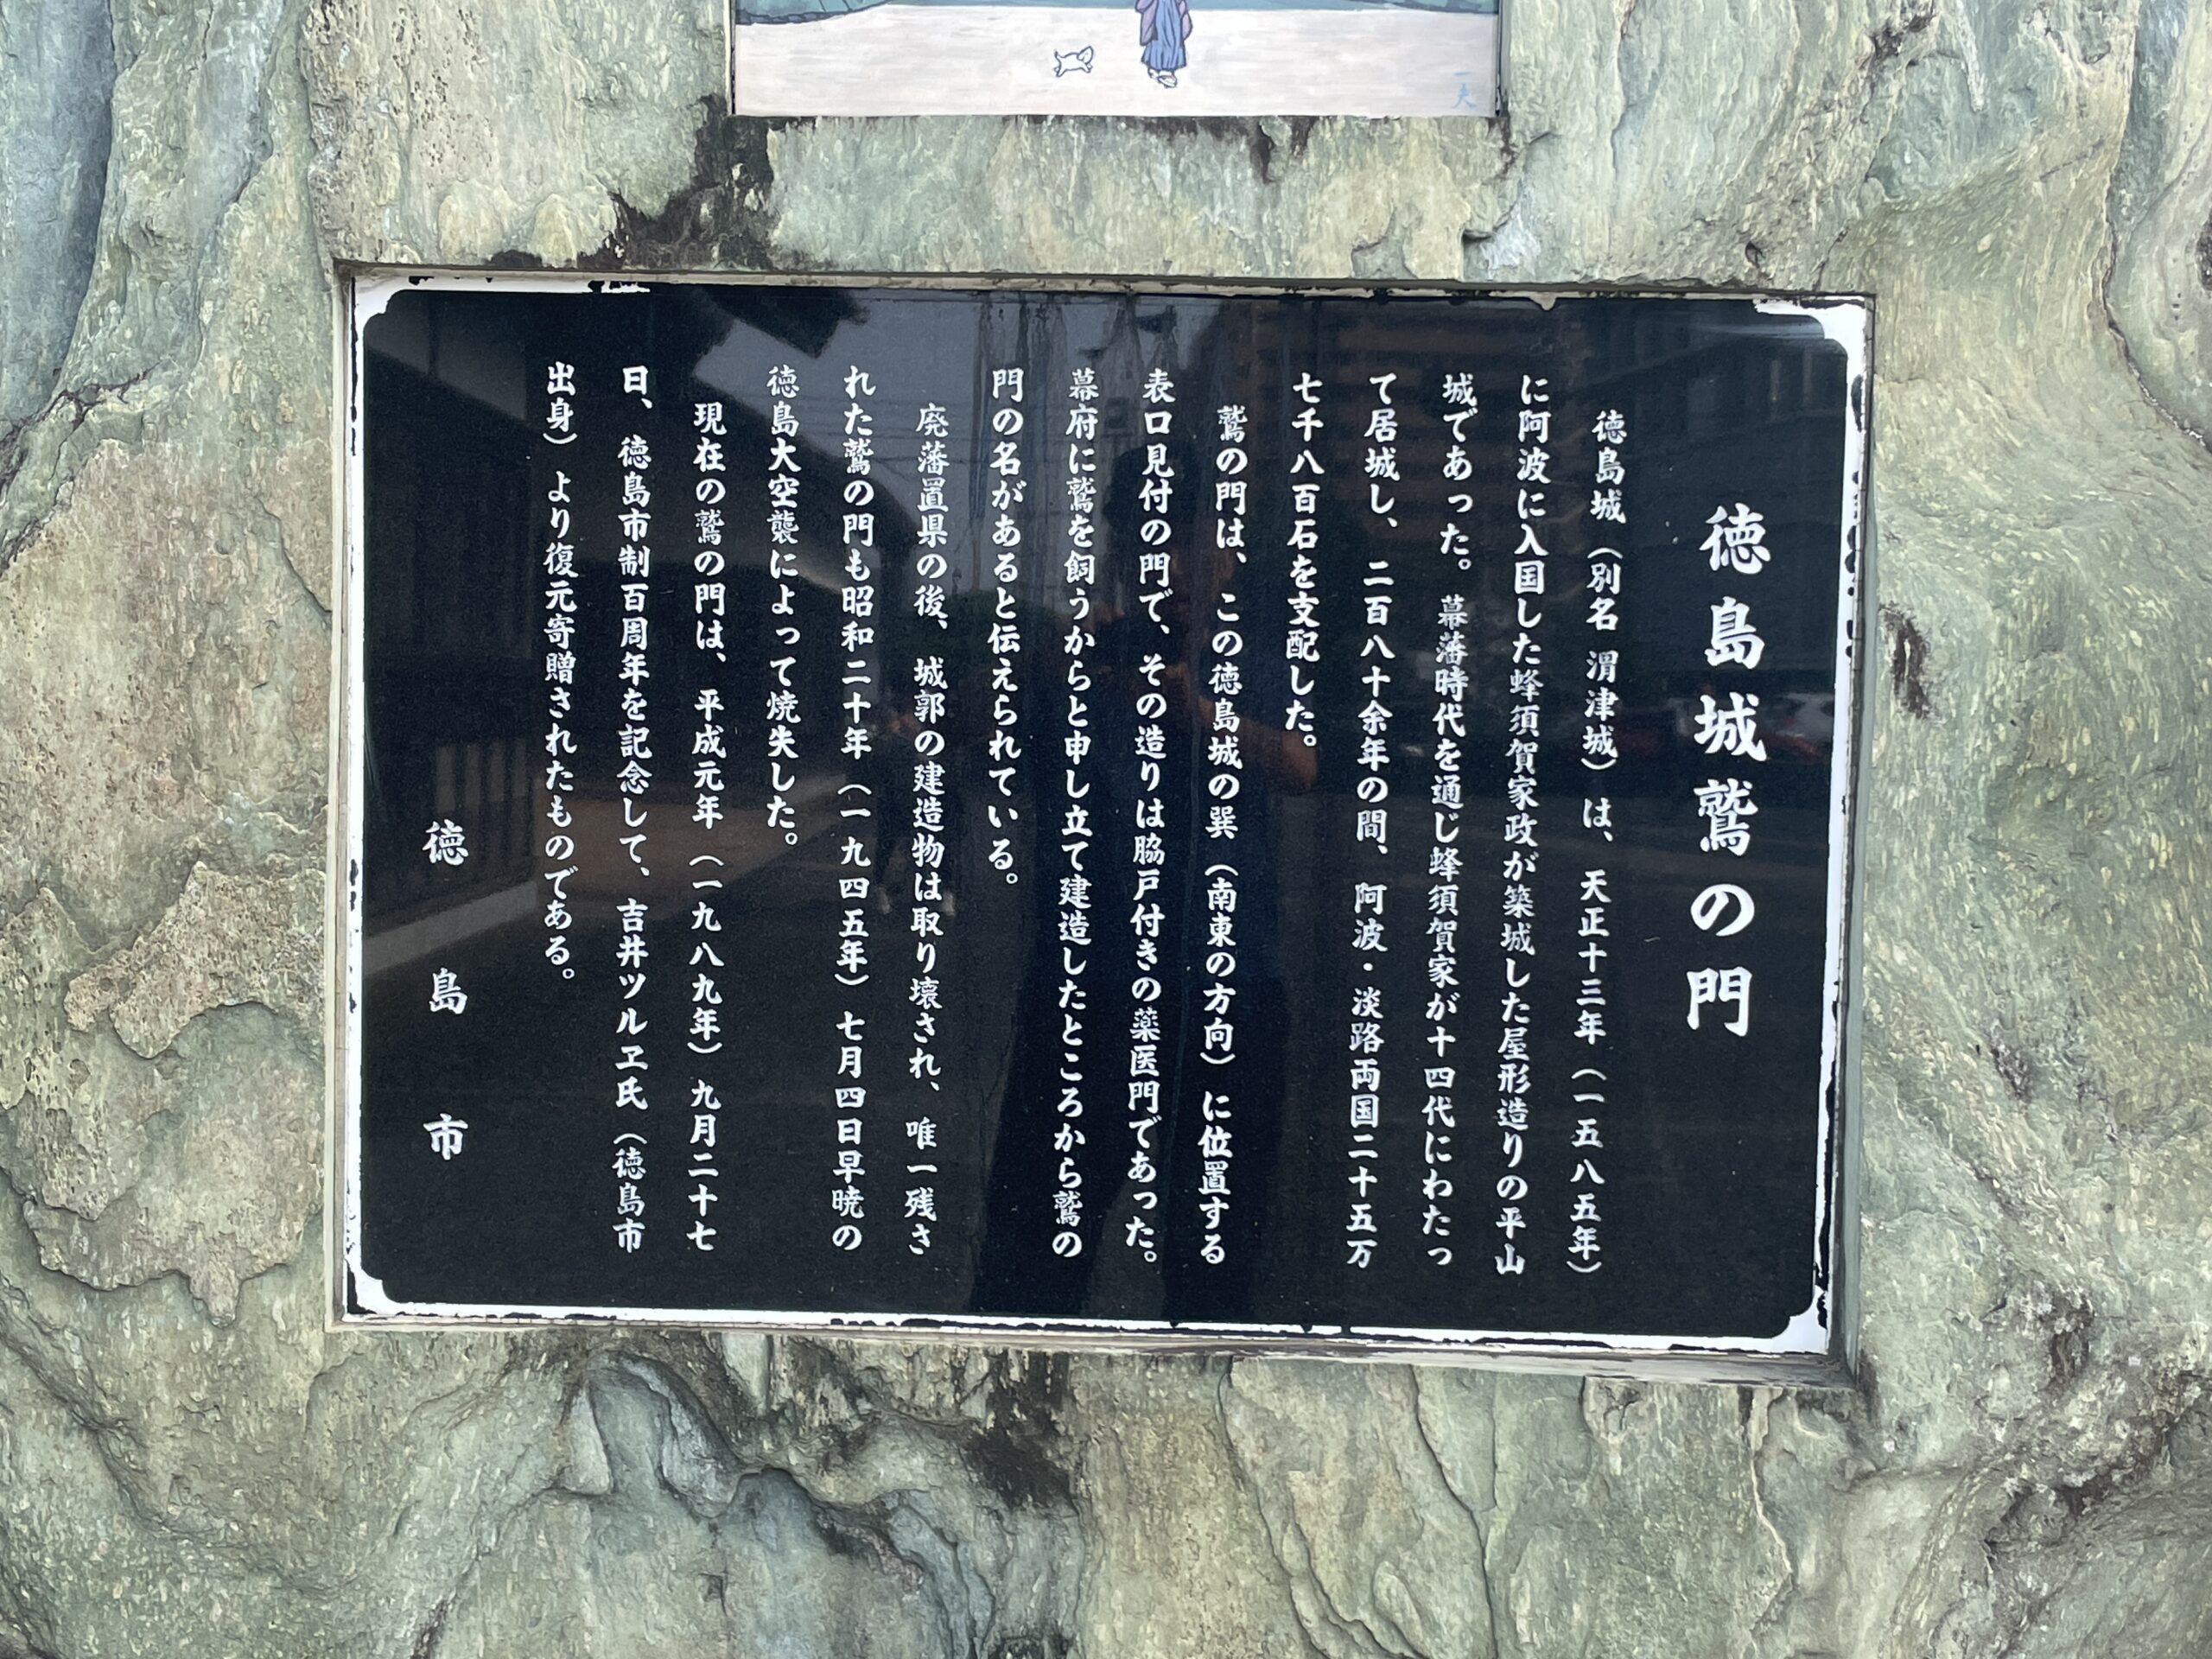 一夫
徳島城鷲の門
徳島城（別名 渭津城）は、天正十三年（一五八五年）
に阿波に入国した蜂須賀家政が築城した屋形造りの平山
城であった。幕藩時代を通じ蜂須賀家が十四代にわたっ
て居城し、二百八十余年の間、阿波・淡路両国二十五万
七千八百石を支配した。
鷲の門は、この徳島城の巽（南東の方向）に位置する
表口見付の門で、その造りは脇戸付きの薬医門であった。
幕府に鷲を飼うからと申し立て建造したところから鷲の
門の名があると伝えられている。
廃藩置県の後、城郭の建造物は取り壊され、唯一残さ
れた鷲の門も昭和二十年（一九四五年）七月四日早暁の
徳島大空襲によって焼失した。
現在の鷲の門は、平成元年（一九八九年）九月二十七
日、徳島市制百周年を記念して、吉井ツルヱ氏（徳島市
出身）より復元寄贈されたものである。
徳島市